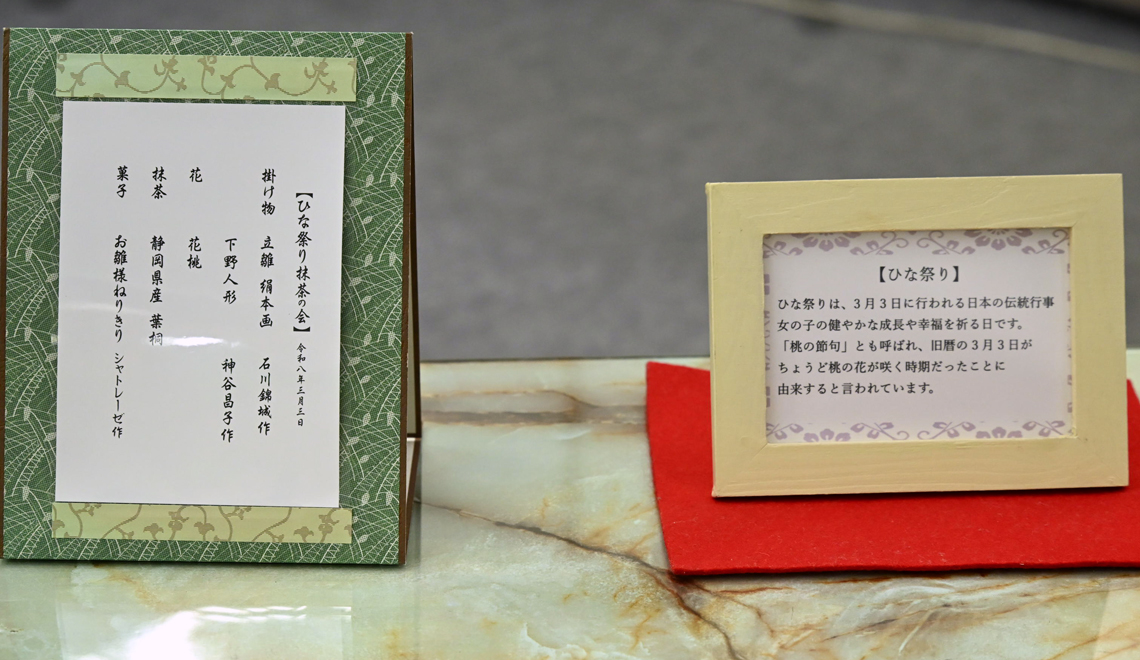 【ひな祭り抹茶の会】 令和八年三月三日
掛け物 立雛 絹本画 石川錦城作
下野人形 神谷昌子作
花 花桃
抹茶 静岡県産 葉桐
菓子 お雛様ねりきり シャトレーゼ作
【ひな祭り】
ひな祭りは、3月3日に行われる日本の伝統行事
女の子の健やかな成長や幸福を祈る日です。
「桃の節句」とも呼ばれ、旧暦の3月3日が
ちょうど桃の花が咲く時期だったことに
由来すると言われています。